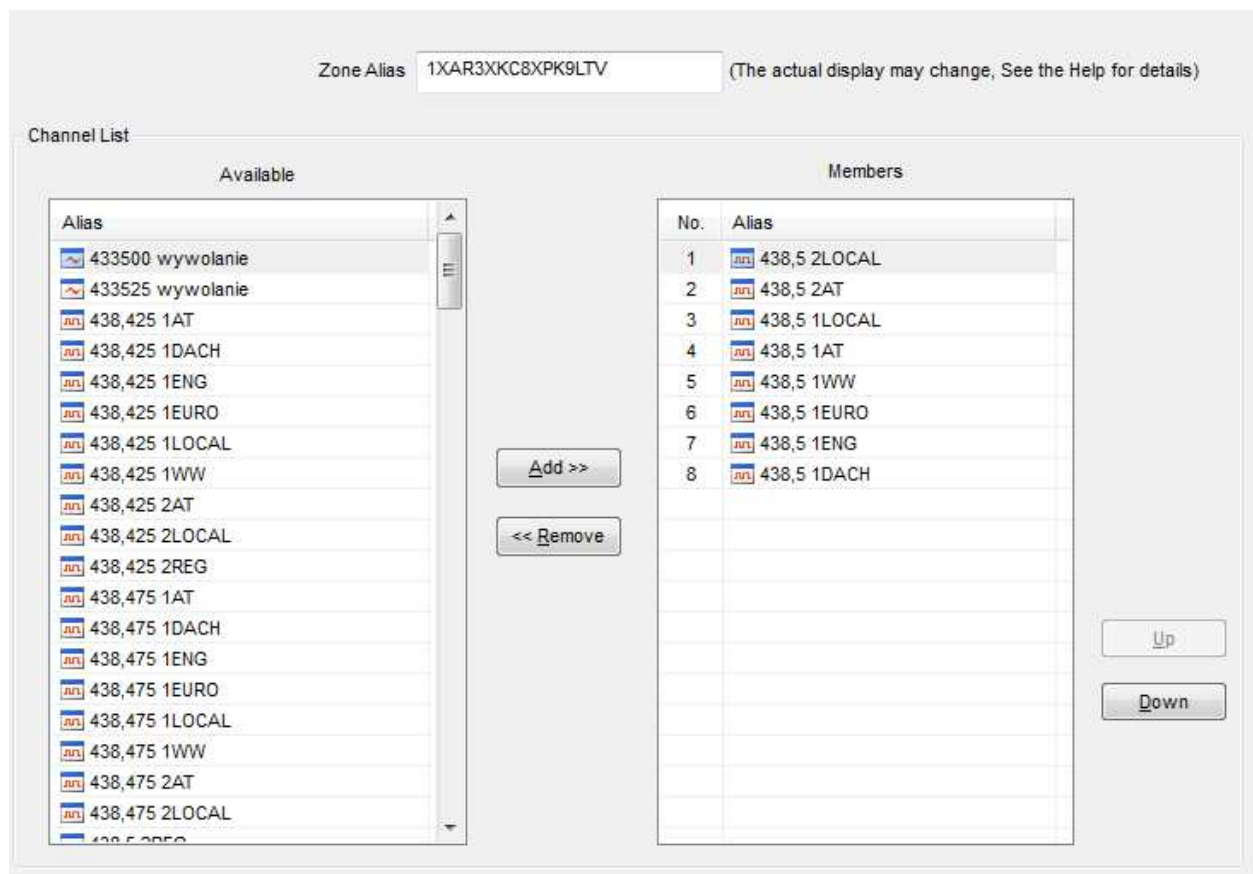 Zone Alias 1XAR3XKC8XPK9LTV (The actual display may change, See the Help for details)
Channel List
Available
Alias
433500 wywolanie
433525 wywolanie
438,425 1AT
438,425 1DACH
438,425 1ENG
438,425 1EURO
438,425 1LOCAL
438,425 1WW
438,425 2AT
438,425 2LOCAL
438,425 2REG
438,475 1AT
438,475 1DACH
438,475 1ENG
438,475 1EURO
438,475 1LOCAL
438,475 1WW
438,475 2AT
438,475 2LOCAL
Add >>
<< Remove
Members
No. Alias
1 438,5 2LOCAL
2 438,5 2AT
3 438,5 1LOCAL
4 438,5 1AT
5 438,5 1WW
6 438,5 1EURO
7 438,5 1ENG
8 438,5 1DACH
Up
Down